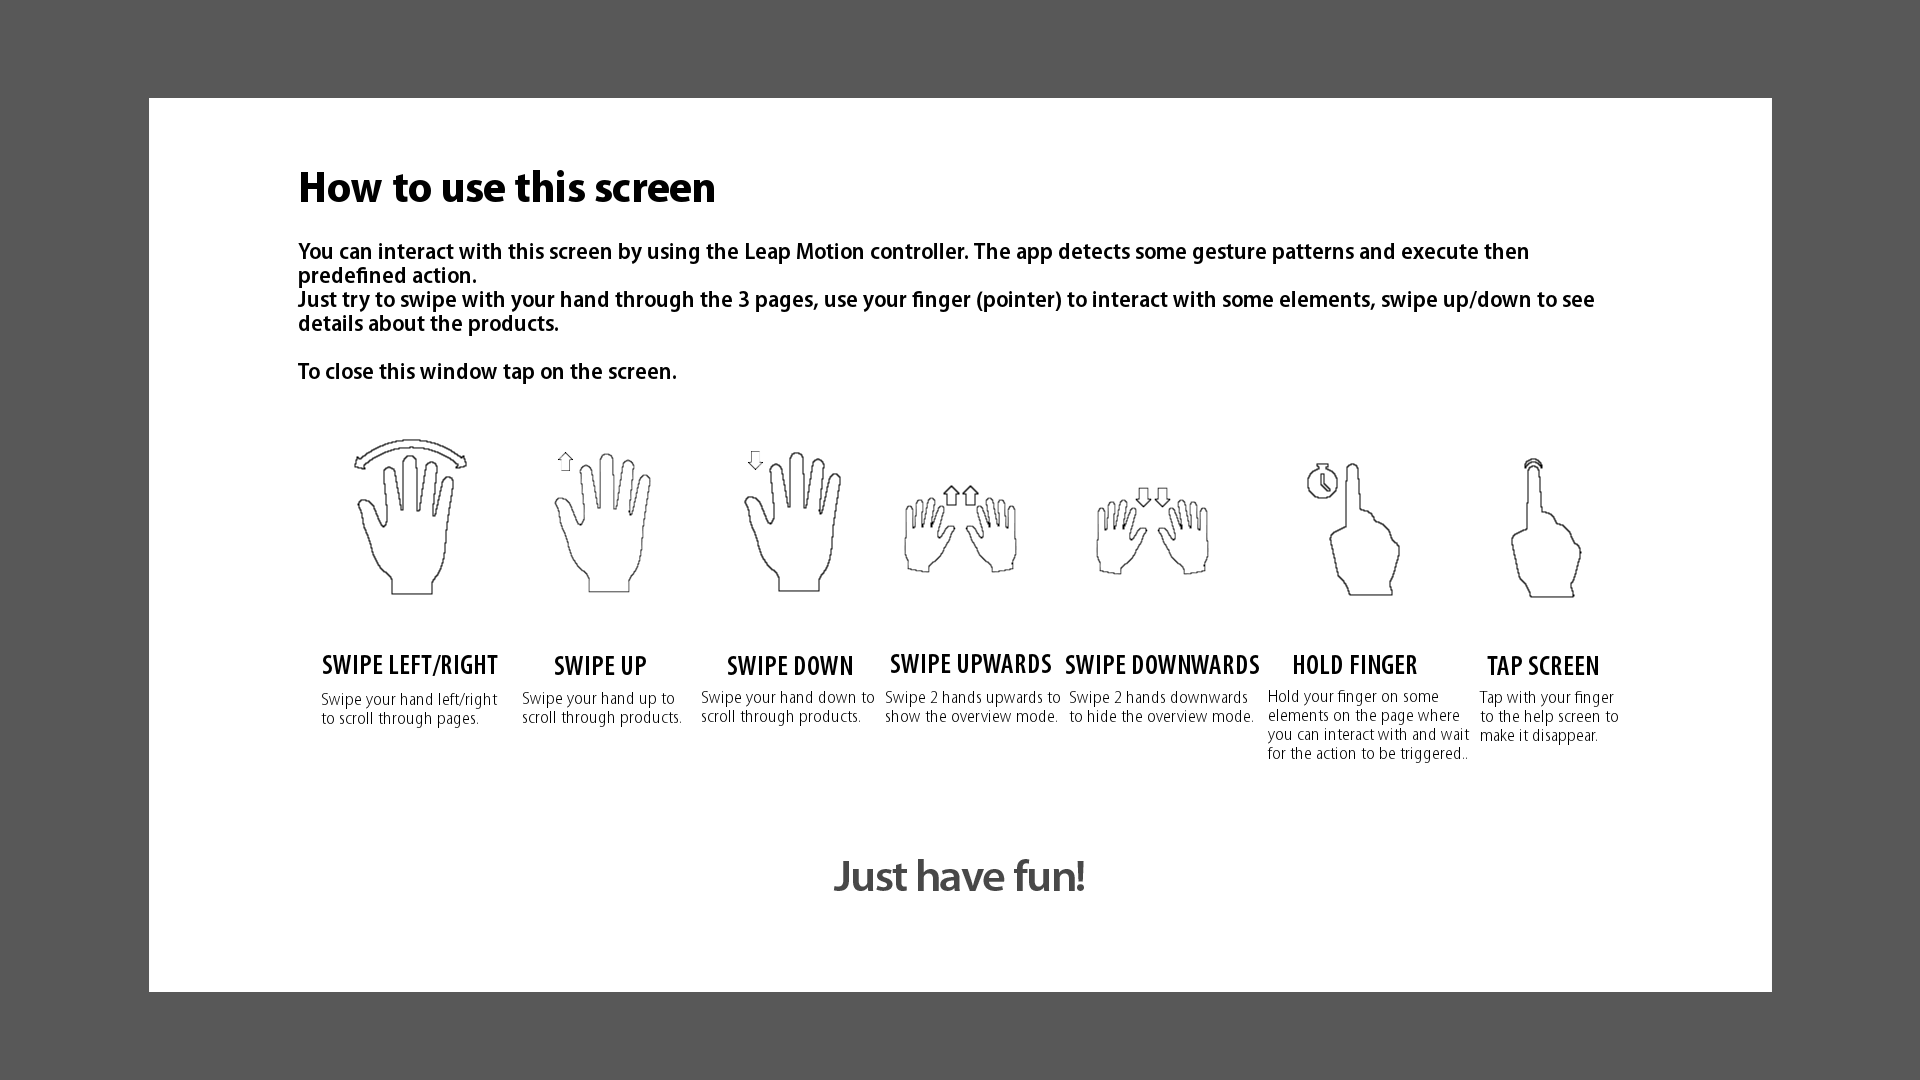 How to use this screen
You can interact with this screen by using the Leap Motion controller. The app detects some gesture patterns and execute then
predefined action.
Just try to swipe with your hand through the 3 pages, use your finger (pointer) to interact with some elements, swipe up/down to see
details about the products.
To close this window tap on the screen.
SWIPE LEFT/RIGHT
Swipe your hand left/right
to scroll through pages.
SWIPE UP
Swipe your hand up to
scroll through products.
SWIPE DOWN
Swipe your hand down to
scroll through products.
SWIPE UPWARDS
Swipe 2 hands upwards to
show the overview mode.
SWIPE DOWNWARDS
Swipe 2 hands downwards
to hide the overview mode.
HOLD FINGER
Hold your finger on some
elements on the page where
you can interact with and wait
for the action to be triggered..
TAP SCREEN
Tap with your finger
to the help screen to
make it disappear.
Just have fun!